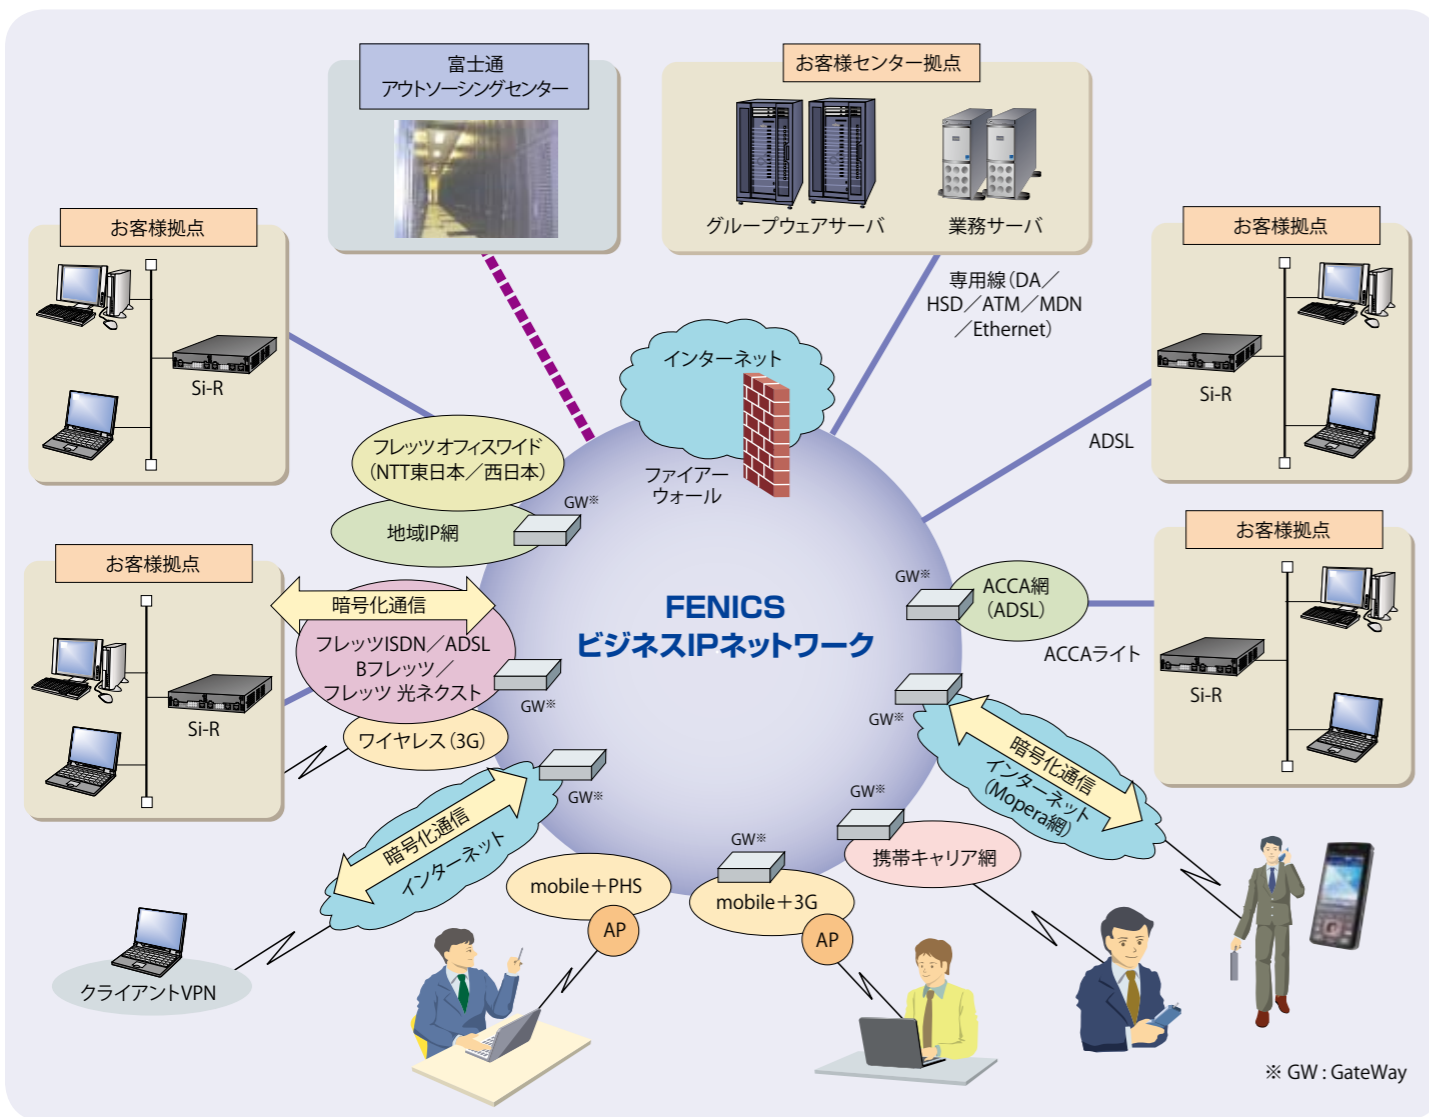 富士通
アウトソーシングセンター
お客様センター拠点
グループウェアサーバ
業務サーバ
お客様拠点
Si-R
お客様拠点
Si-R
専用線（DA／
HSD／ATM／MDN
／Ethernet）
インターネット
ファイアー
ウォール
ADSL
フレッツ オフィスワイド
（NTT東日本／西日本）
GW※
地域IP網
お客様拠点
Si-R
暗号化通信
フレッツISDN／ADSL
Bフレッツ／
フレッツ 光ネクスト
GW※
ワイヤレス（3G）
FENICS
ビジネスIPネットワーク
GW※
ACCA網
（ADSL）
ACCAライト
お客様拠点
Si-R
GW※
暗号化通信
インターネット
（Mopera網）
GW※
暗号化通信
インターネット
クライアントVPN
mobile＋PHS
AP
GW※
mobile＋3G
AP
GW※
携帯キャリア網
※ GW : GateWay